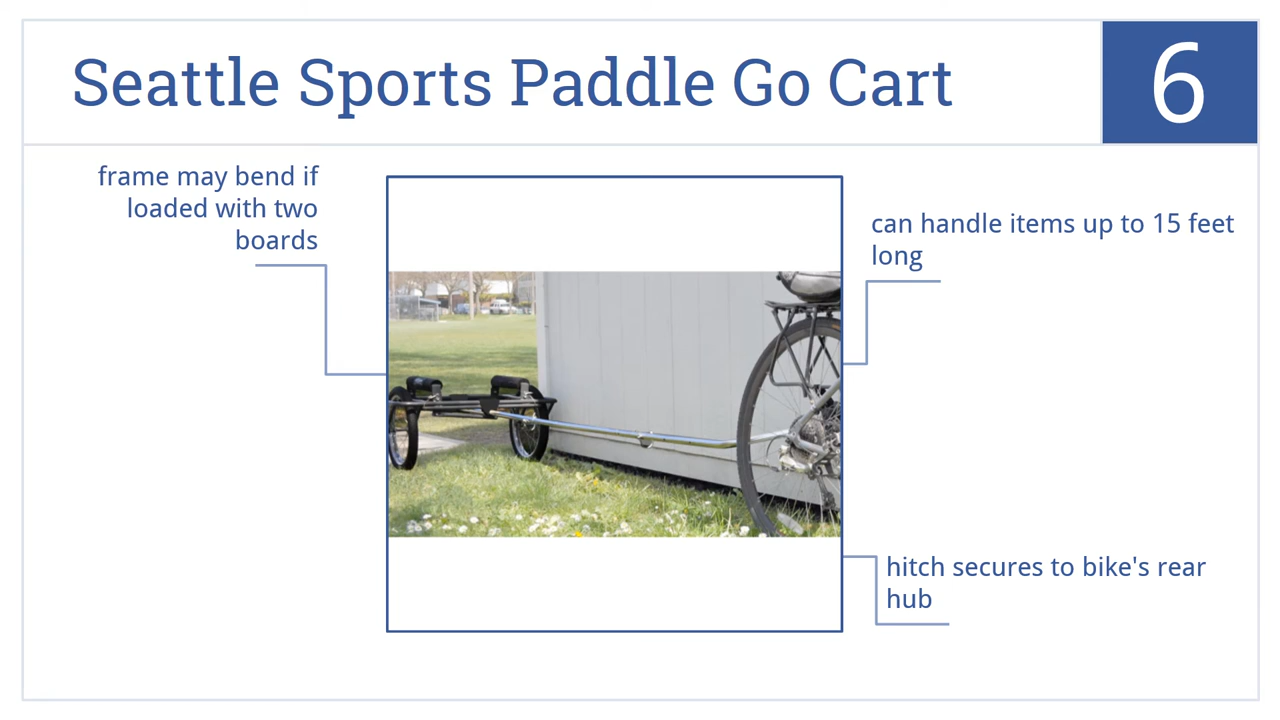 Seattle Sports Paddle Go Cart
6
frame may bend if
loaded with two
boards
can handle items up to 15 feet
long
hitch secures to bike's rear
hub